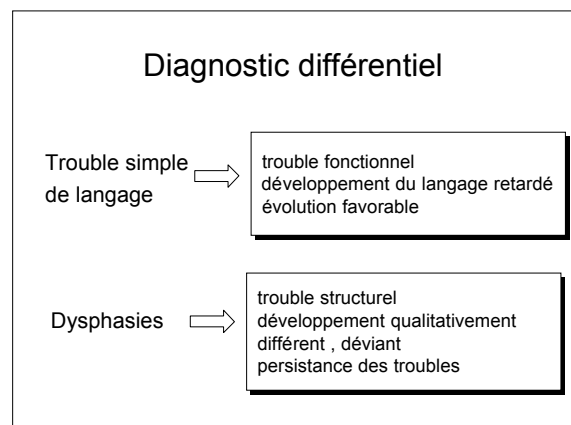 Diagnostic différentiel
Trouble simple
de langage
trouble fonctionnel
développement du langage retardé
évolution favorable
Dysphasies
trouble structurel
développement qualitativement
différent , déviant
persistance des troubles